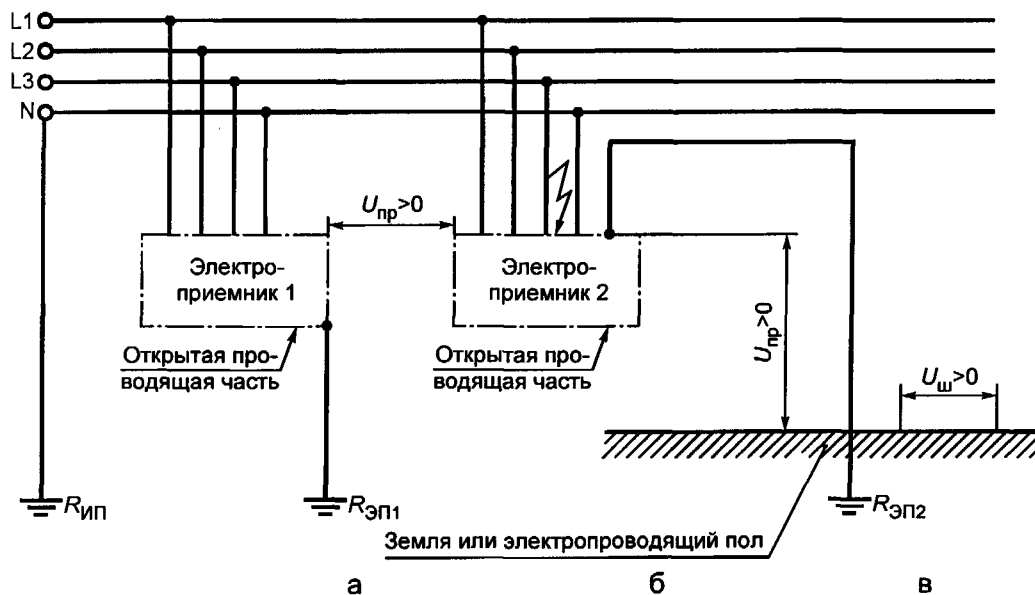 L1
L2
L3
N
Uпр>0
Электро-
приемник 1
Электро-
приемник 2
Открытая про-
водящая часть
Открытая про-
водящая часть
Uпр>0
Uш>0
RИП
RЭП1
RЭП2
Земля или электропроводящий пол
а
б
в